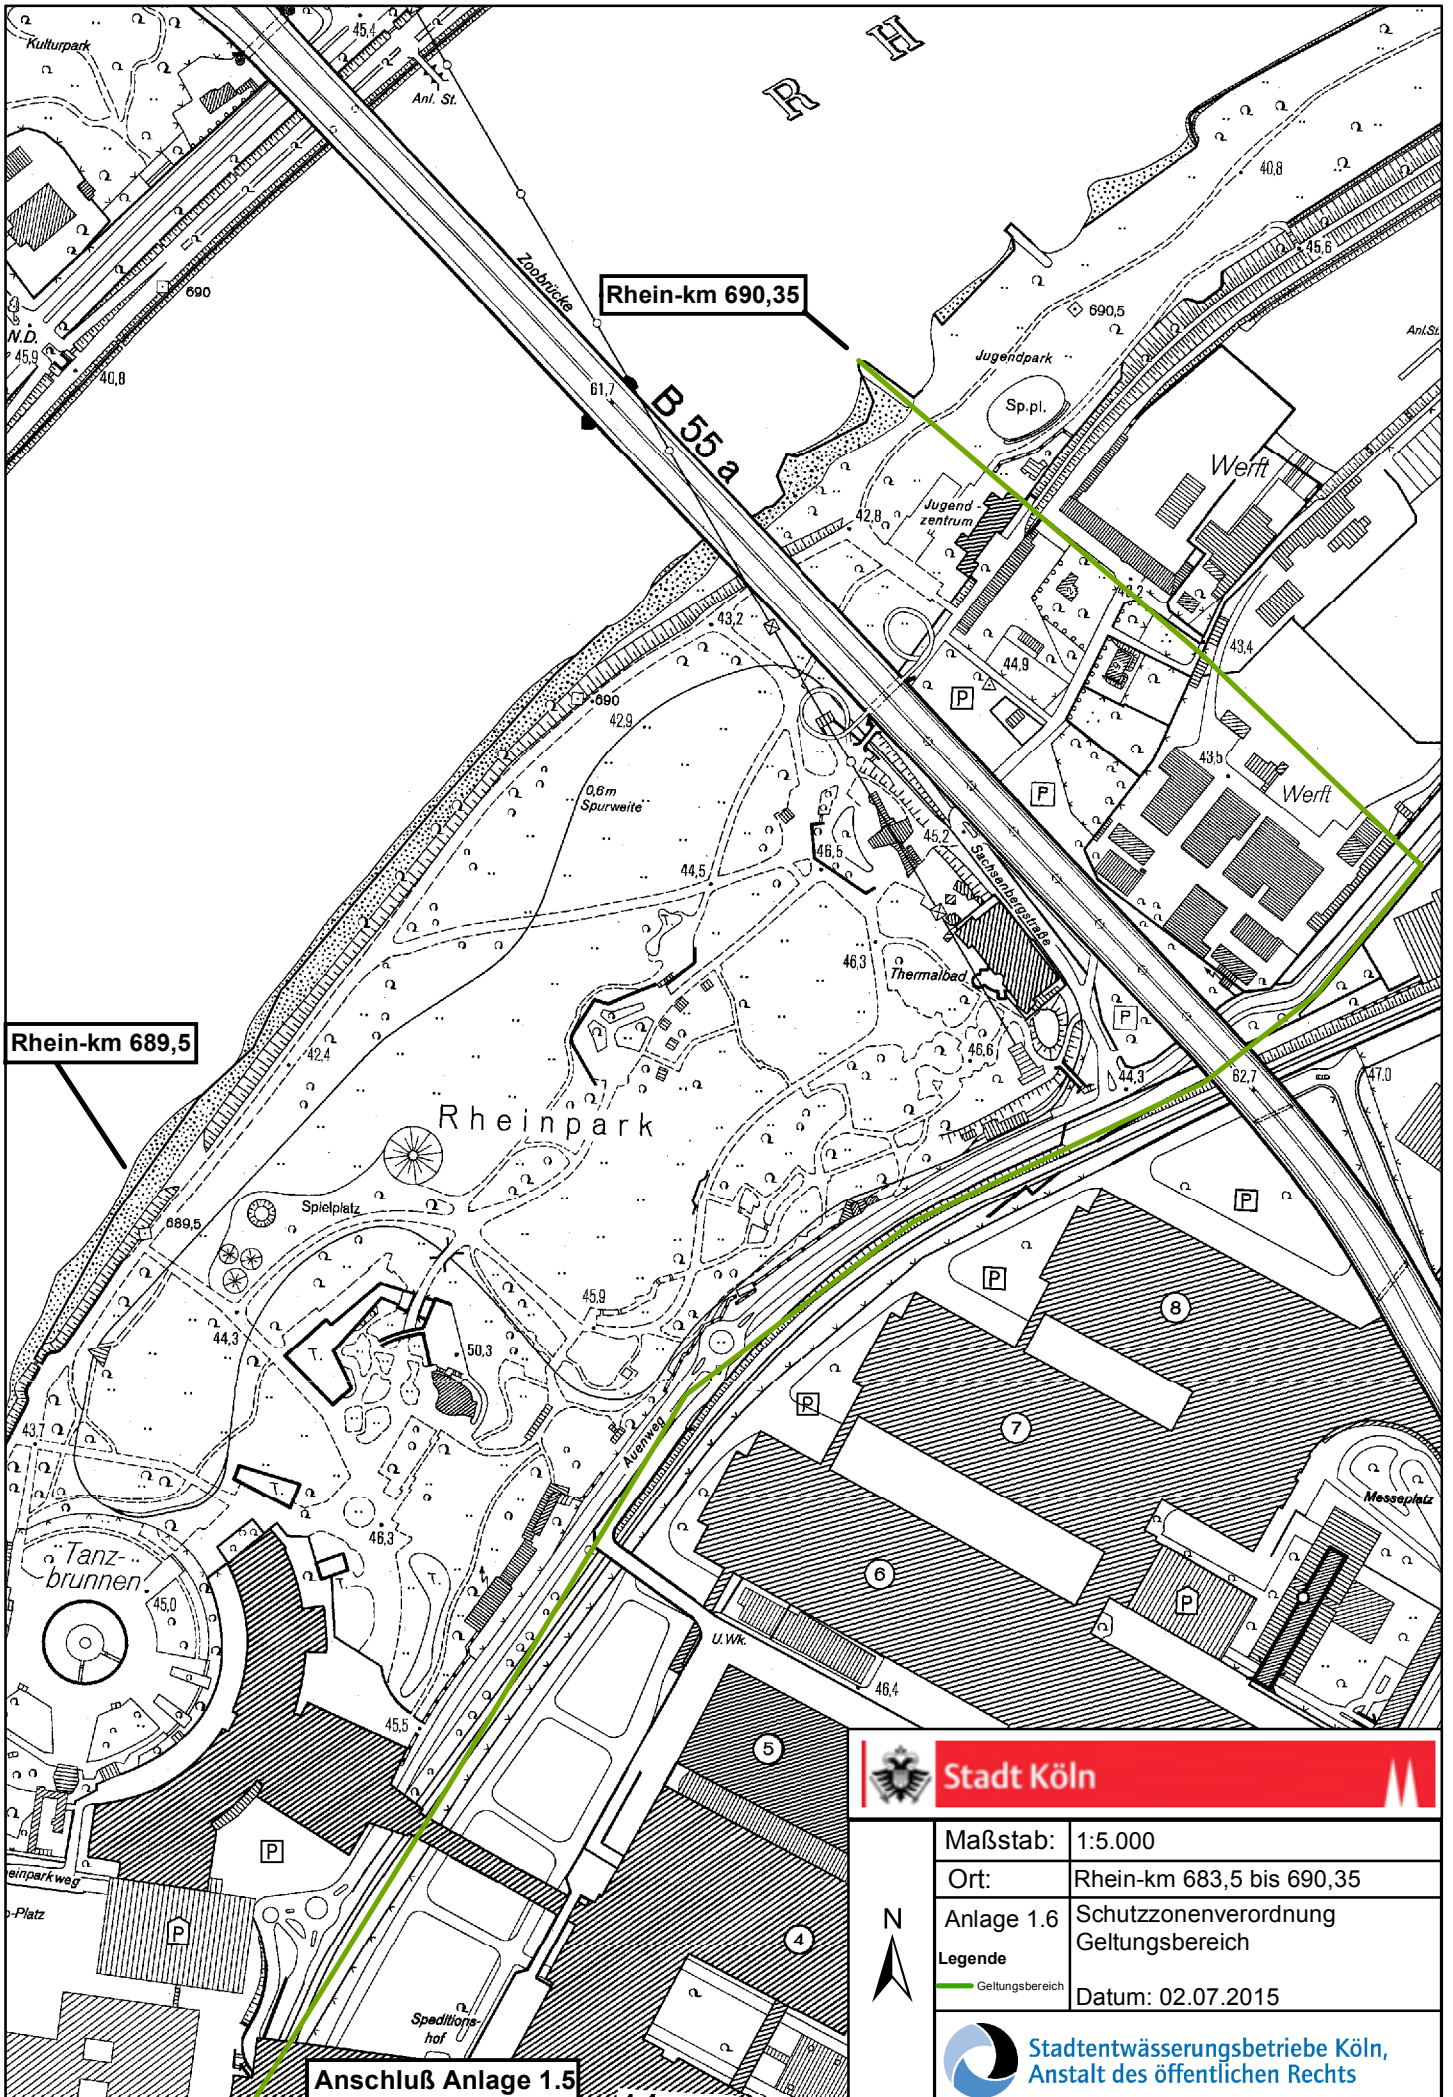 Kulturpark
45,4
Anl. St.
R H
40,8
45,6
N.D.
45,9
690
40,8
Zoobrücke
Rhein-km 690,35
690,5
Anl.St.
Jugendpark
Sp.pl.
61,7
B 55 a
Werft
42,8
Jugend-
zentrum
43,2
44,9
43,4
690
42,9
P
43,5
0,6m
Spurweite
P
Werft
46,5
45,2
Sachsenbergstraße
44,5
46,3
Thermalbad
Rhein-km 689,5
42,4
P
46,6
44,3
62,7
47,0
Rheinpark
Spielplatz
689,5
P
P
8
45,9
44,3
T.
50,3
P
7
43,7
Auenweg
Messeplatz
T.
46,3
Tanz-
brunnen
45,0
T.
T.
6
P
U.Wk.
46,4
45,5
5
P
einparkweg
-Platz
P
4
Speditions-
hof
Anschluß Anlage 1.5
Stadt Köln
Maßstab: 1:5.000
Ort: Rhein-km 683,5 bis 690,35
N
Anlage 1.6 Schutzzonenverordnung
Geltungsbereich
Legende
Geltungsbereich
Datum: 02.07.2015
Stadtentwässerungsbetriebe Köln,
Anstalt des öffentlichen Rechts